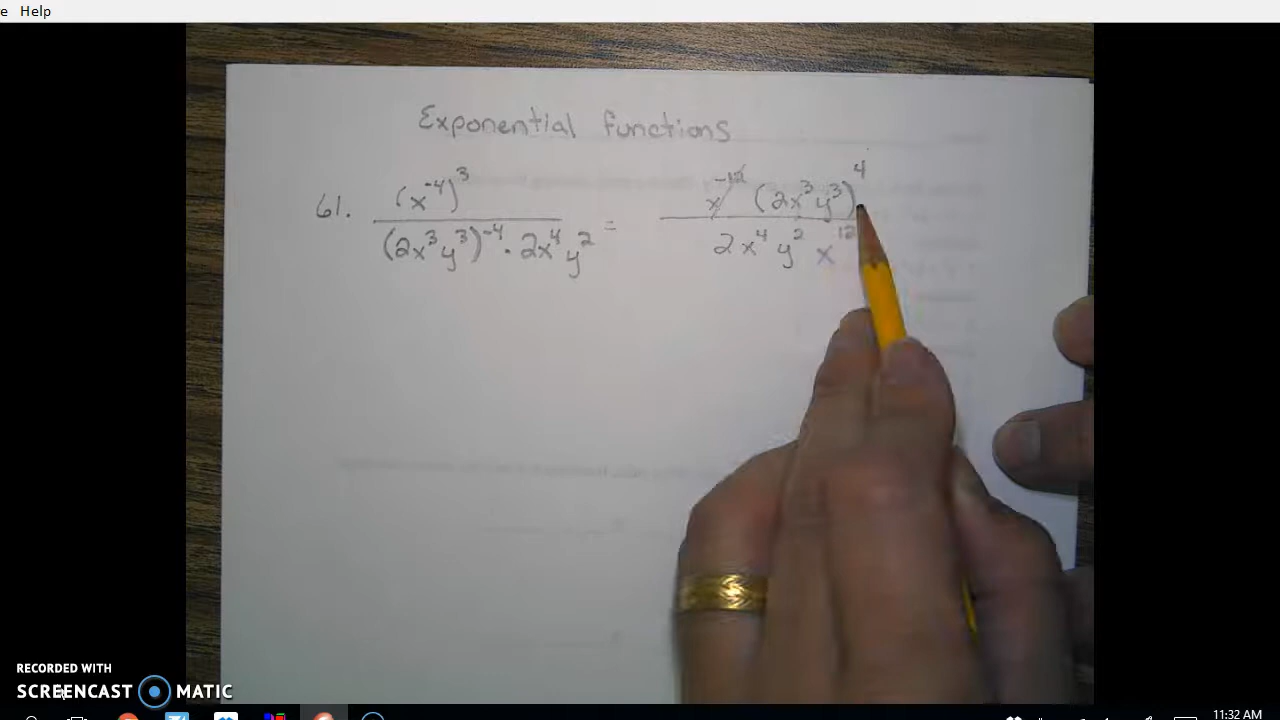 e Help
Exponential functions
61. (x^-4)^3 / (2x^3y^3)^-4 · 2x^4y^2 = x^-12 (2x^3y^3)^4 / 2x^4y^2x^12
RECORDED WITH
SCREENCAST MATIC
11:32 AM